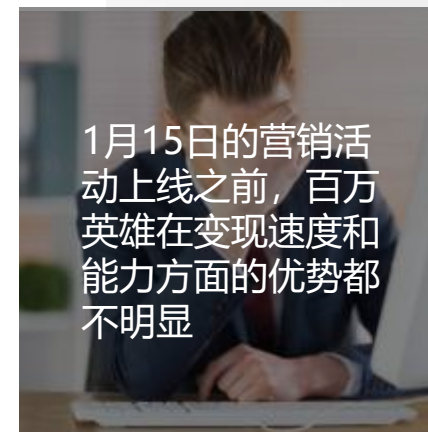 1月15日的营销活
动上线之前，百万
英雄在变现速度和
能力方面的优势都
不明显